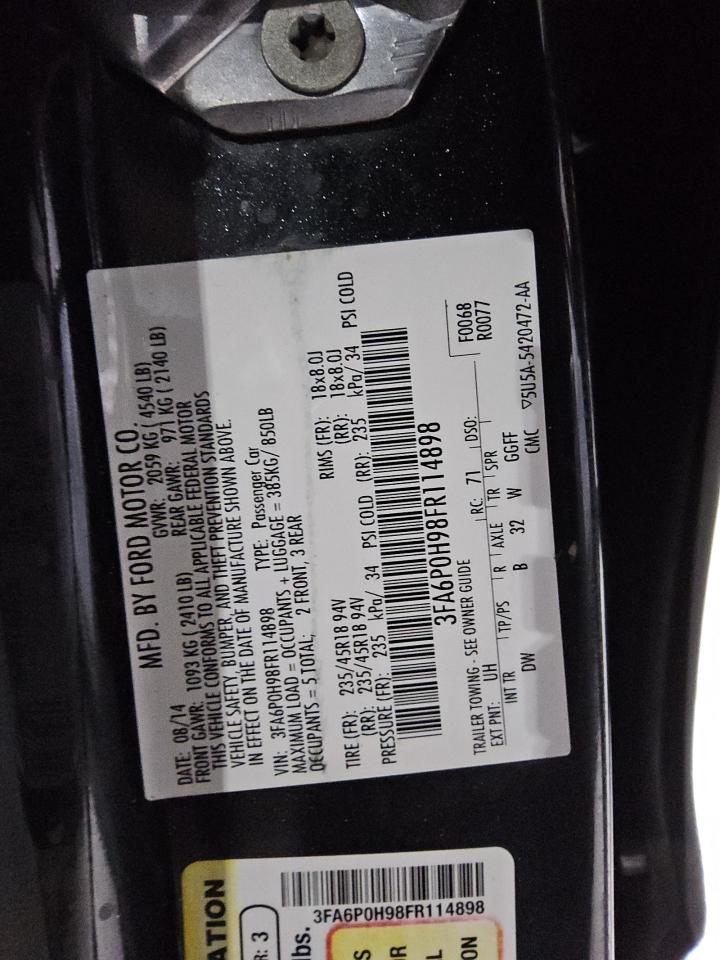 MFD. BY FORD MOTOR CO.
DATE: 08/14 GVWR: 2059 KG ( 4540 LB)
FRONT GAWR: 1093 KG ( 2410 LB) REAR GAWR: 971 KG ( 2140 LB)
THIS VEHICLE CONFORMS TO ALL APPLICABLE FEDERAL MOTOR
VEHICLE SAFETY, BUMPER, AND THEFT PREVENTION STANDARDS
IN EFFECT ON THE DATE OF MANUFACTURE SHOWN ABOVE.
VIN: 3FA6P0H98FR114898 TYPE: Passenger Car
MAXIMUM LOAD = OCCUPANTS + LUGGAGE = 385KG/ 850LB
OCCUPANTS = 5 TOTAL; 2 FRONT, 3 REAR
TIRE (FR): 235/45R18 94V RIMS (FR): 18x8.0J
(RR): 235/45R18 94V (RR): 18x8.0J
PRESSURE (FR): 235 kPa/ 34 PSI COLD (RR): 235 kPa/ 34 PSI COLD
3FA6P0H98FR114898
F0068
R0077
TRAILER TOWING - SEE OWNER GUIDE
EXT PNT: UH RC: 71 DSO:
INT TR TP/PS R AXLE TR SPR
DW B 32 W GGFF
CMC ▽5U5A-5420472-AA
ATION
R: 3
lbs.
3FA6P0H98FR114898
S
OR
L
ON